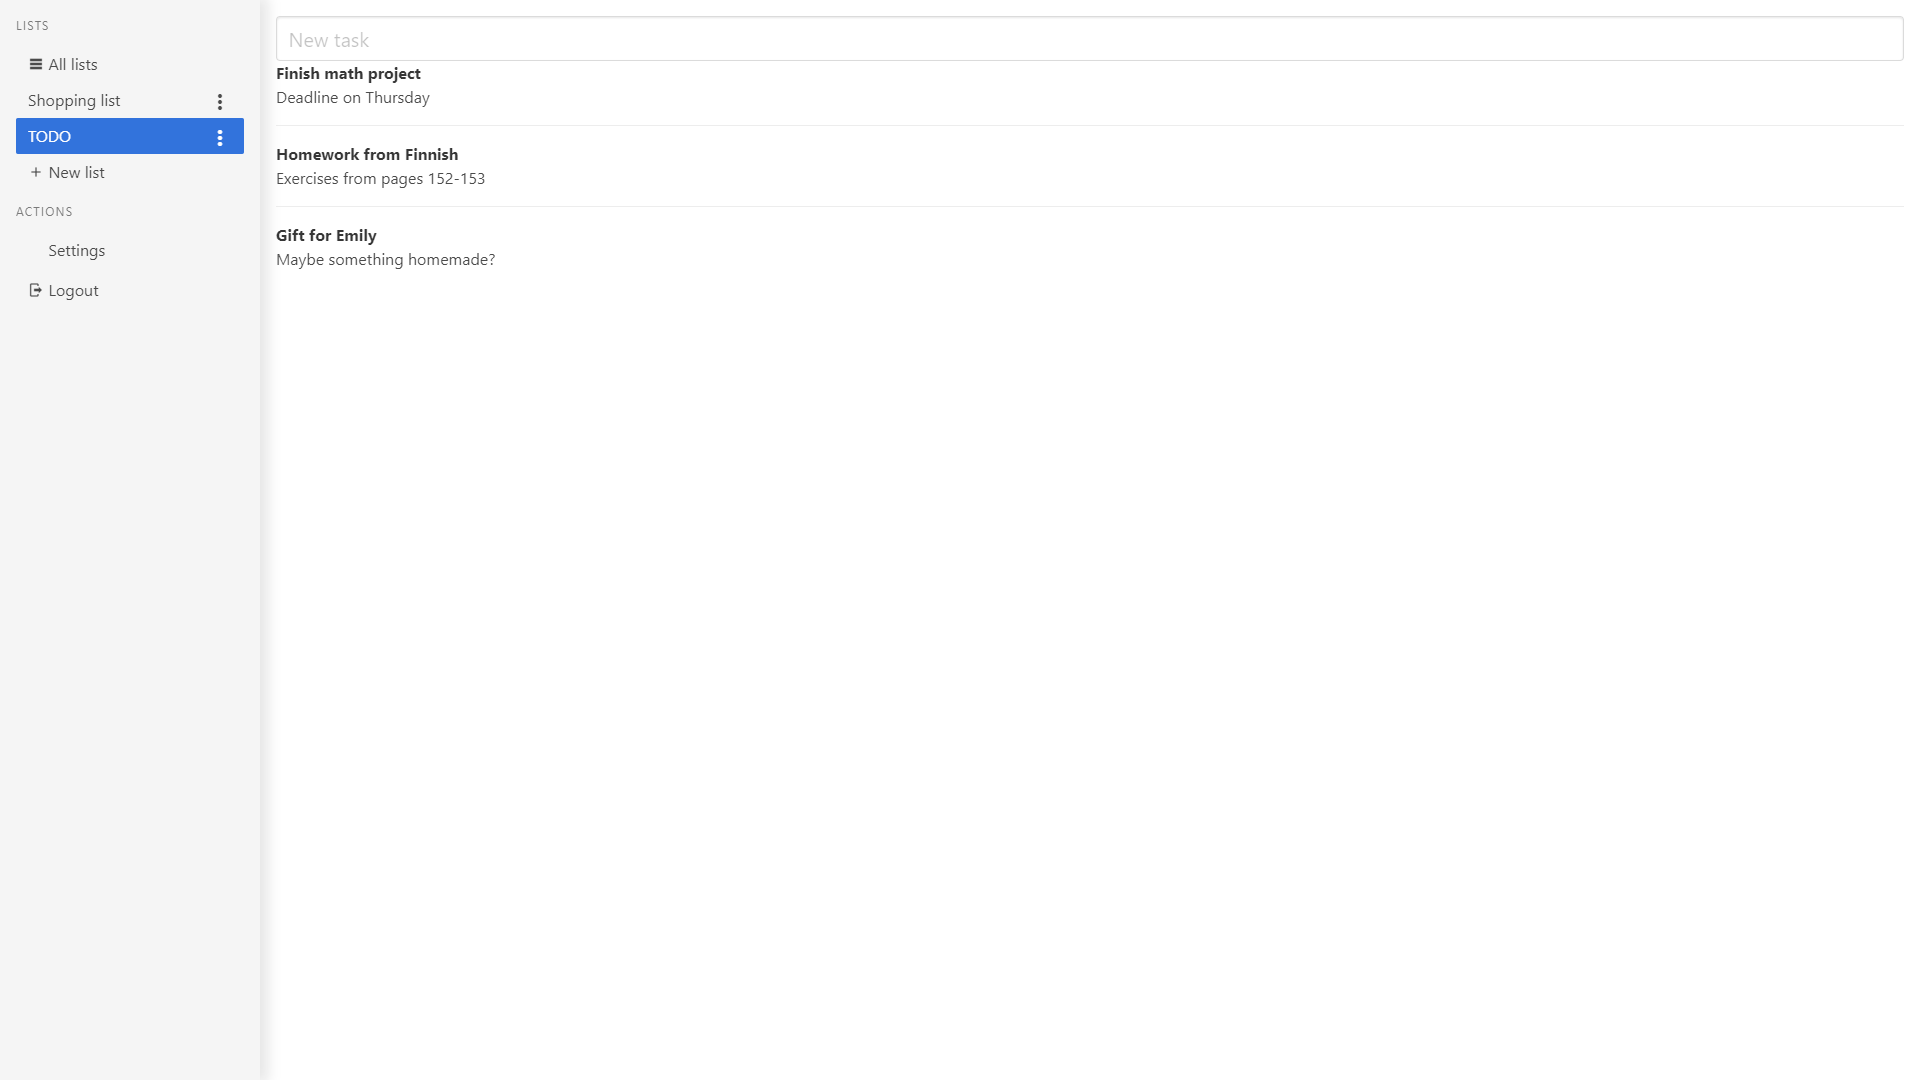 LISTS
All lists
Shopping list
TODO
New list
ACTIONS
Settings
Logout
New task
Finish math project
Deadline on Thursday
Homework from Finnish
Exercises from pages 152-153
Gift for Emily
Maybe something homemade?